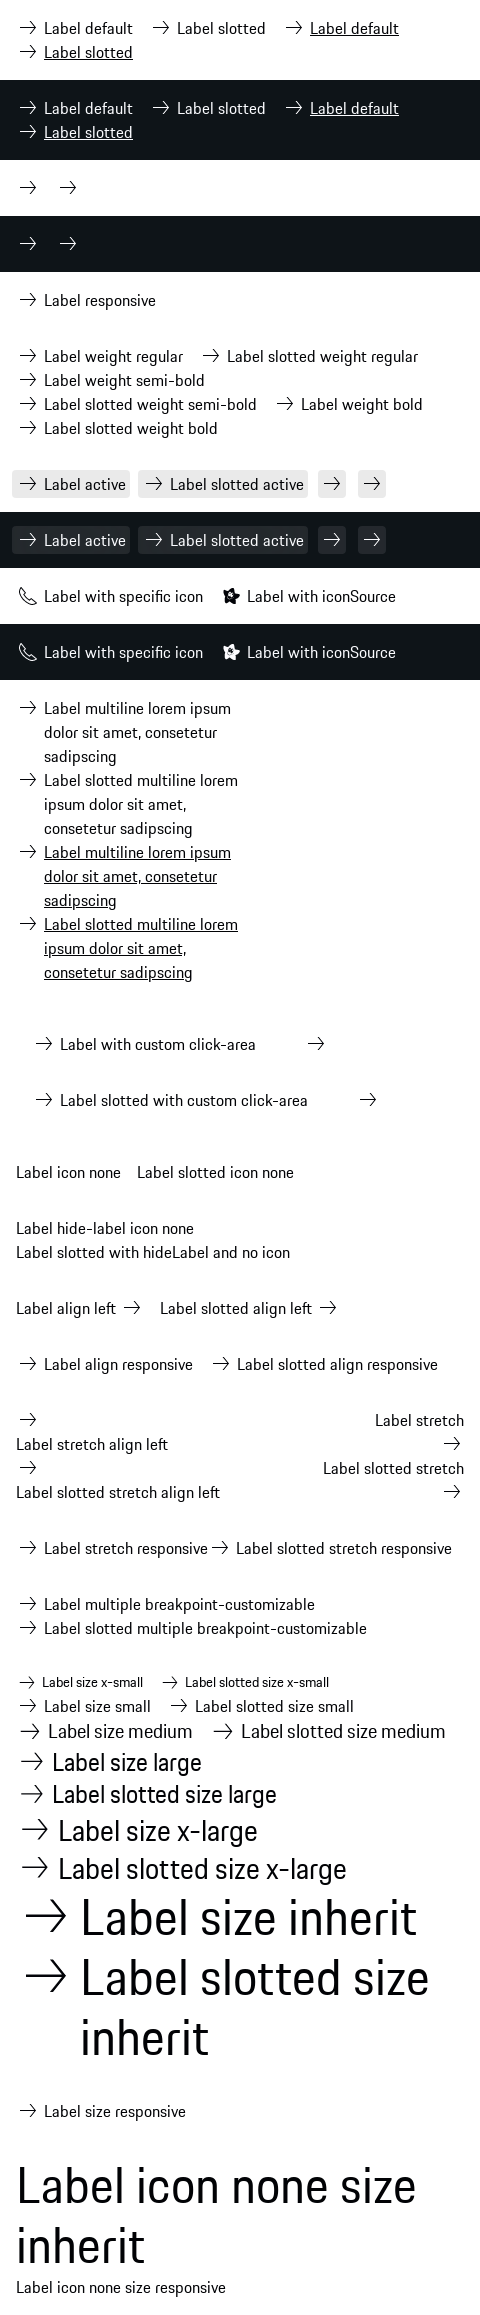 Label default Label slotted Label default
Label slotted
Label default Label slotted Label default
Label slotted
Label responsive
Label weight regular Label slotted weight regular
Label weight semi-bold
Label slotted weight semi-bold Label weight bold
Label slotted weight bold
Label active Label slotted active
Label active Label slotted active
Label with specific icon Label with iconSource
Label with specific icon Label with iconSource
Label multiline lorem ipsum
dolor sit amet, consetetur
sadipscing
Label slotted multiline lorem
ipsum dolor sit amet,
consetetur sadipscing
Label multiline lorem ipsum
dolor sit amet, consetetur
sadipscing
Label slotted multiline lorem
ipsum dolor sit amet,
consetetur sadipscing
Label with custom click-area
Label slotted with custom click-area
Label icon none Label slotted icon none
Label hide-label icon none
Label slotted with hideLabel and no icon
Label align left Label slotted align left
Label align responsive Label slotted align responsive
Label stretch
Label stretch align left
Label slotted stretch
Label slotted stretch align left
Label stretch responsive Label slotted stretch responsive
Label multiple breakpoint-customizable
Label slotted multiple breakpoint-customizable
Label size x-small Label slotted size x-small
Label size small Label slotted size small
Label size medium Label slotted size medium
Label size large
Label slotted size large
Label size x-large
Label slotted size x-large
Label size inherit
Label slotted size
inherit
Label size responsive
Label icon none size
inherit
Label icon none size responsive